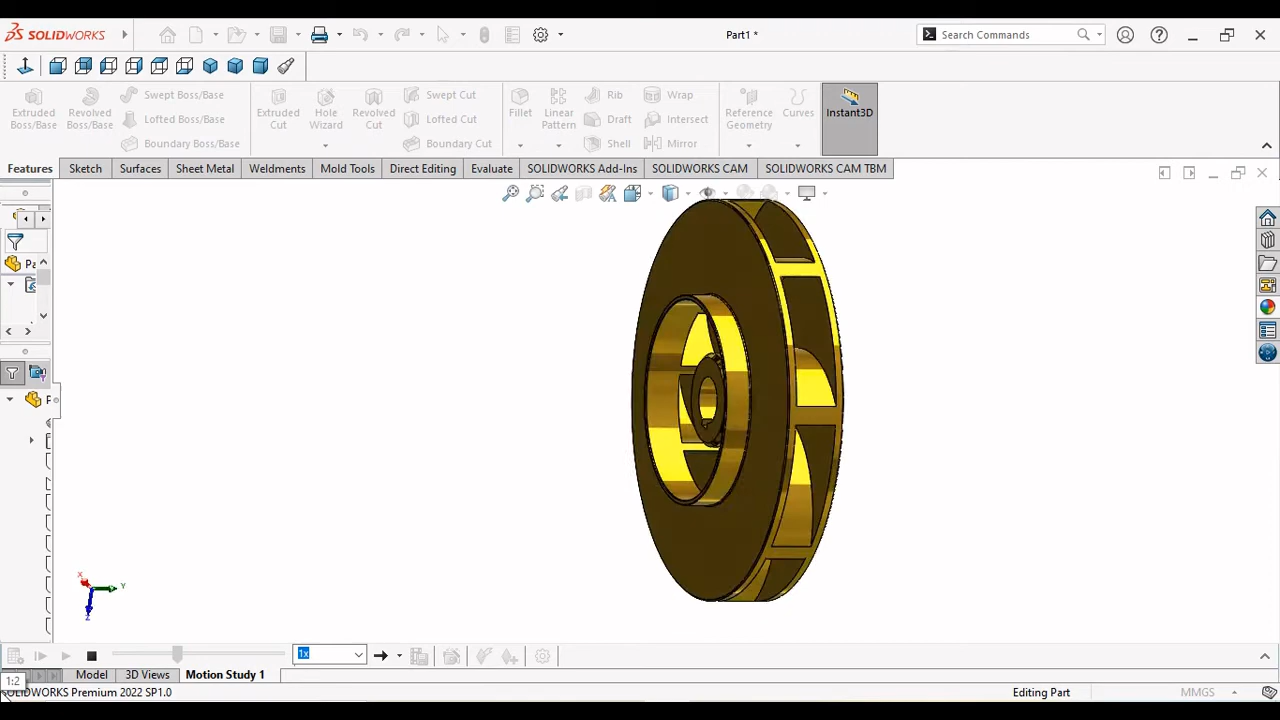 SOLIDWORKS
Part1 *
Search Commands
Extruded Boss/Base
Revolved Boss/Base
Swept Boss/Base
Lofted Boss/Base
Boundary Boss/Base
Extruded Cut
Hole Wizard
Revolved Cut
Swept Cut
Lofted Cut
Boundary Cut
Fillet
Linear Pattern
Rib
Draft
Shell
Wrap
Intersect
Mirror
Reference Geometry
Curves
Instant3D
Features Sketch Surfaces Sheet Metal Weldments Mold Tools Direct Editing Evaluate SOLIDWORKS Add-Ins SOLIDWORKS CAM SOLIDWORKS CAM TBM
Pa
P
X
Y
Z
1x
Model 3D Views Motion Study 1
1:2
OLIDWORKS Premium 2022 SP1.0
Editing Part
MMGS